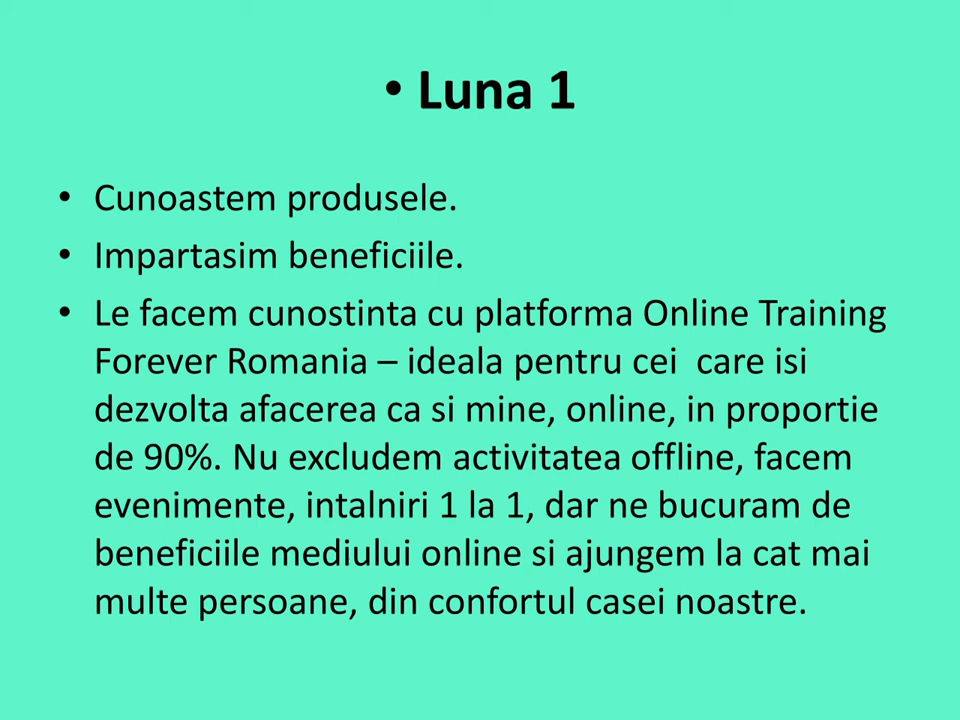 • Luna 1
• Cunoastem produsele.
• Impartasim beneficiile.
• Le facem cunostinta cu platforma Online Training
Forever Romania – ideala pentru cei  care isi
dezvolta afacerea ca si mine, online, in proportie
de 90%. Nu excludem activitatea offline, facem
evenimente, intalniri 1 la 1, dar ne bucuram de
beneficiile mediului online si ajungem la cat mai
multe persoane, din confortul casei noastre.